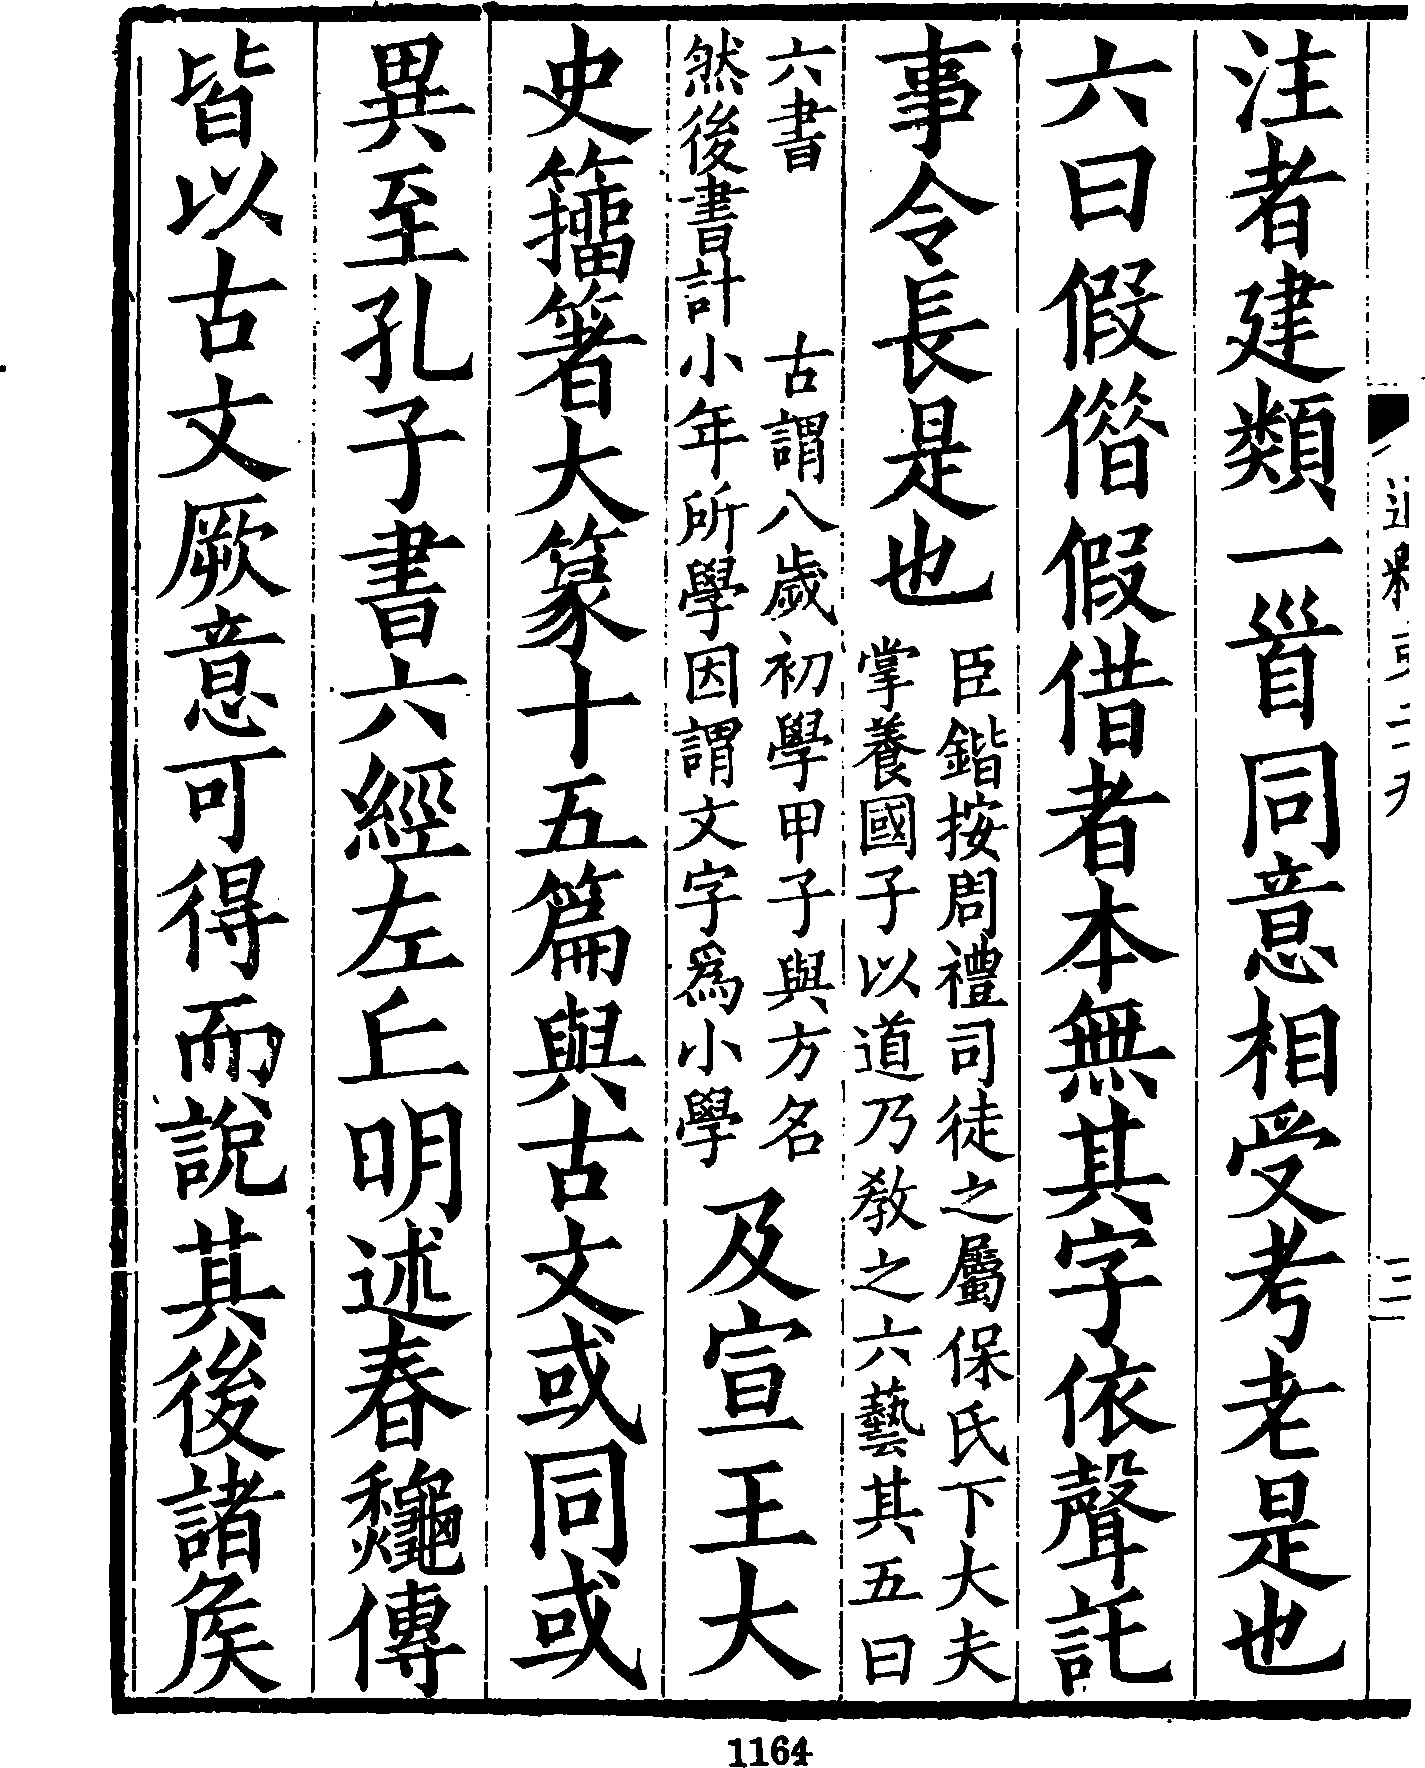 注者建類一𩠐同意相受考老是也
六曰假借假借者本無其字依聲託
事令長是也
臣鍇按周禮司徒之屬保氏下大夫
掌養國子以道乃敎之六藝其五曰
六書　古謂八歲初學甲子與方名
然後書計小年所學因謂文字爲小學
及宣王大
史籒箸大篆十五篇與古文或同或
異至孔子書六經左丘明述春𪛁傳
皆以古文厥意可得而說其後諸矦
1164